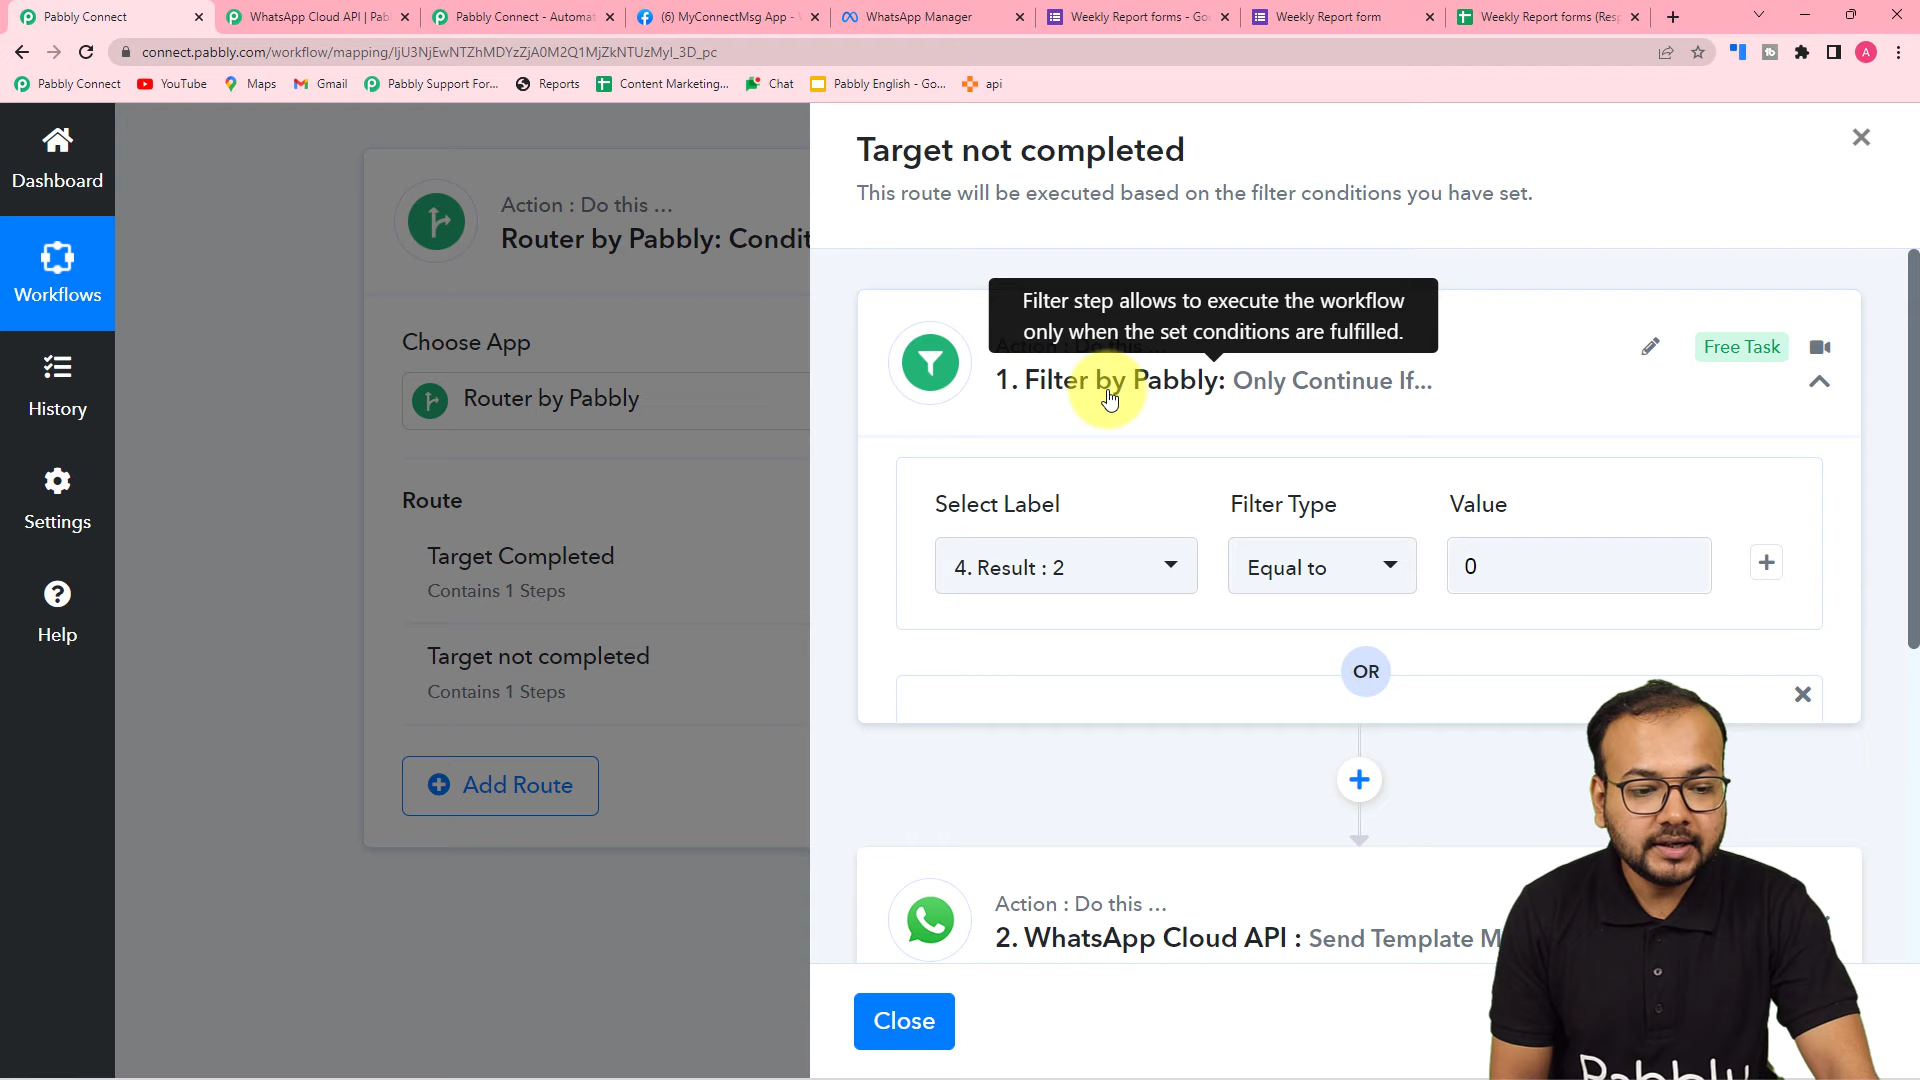 Pabbly Connect
WhatsApp Cloud API | Pab
Pabbly Connect - Automat
(6) MyConnectMsg App -
WhatsApp Manager
Weekly Report forms - Go
Weekly Report form
Weekly Report forms (Res
connect.pabbly.com/workflow/mapping/IjU3NjEwNTZhMDYzZjA0M2Q1MjZkNTUzMyI_3D_pc
A
Pabbly Connect
YouTube
Maps
Gmail
Pabbly Support For...
Reports
Content Marketing...
Chat
Pabbly English - Go...
api
Dashboard
Workflows
History
Settings
Help
Action : Do this ...
Router by Pabbly: Condit
Choose App
Router by Pabbly
Route
Target Completed
Contains 1 Steps
Target not completed
Contains 1 Steps
Add Route
Target not completed
This route will be executed based on the filter conditions you have set.
Filter step allows to execute the workflow
only when the set conditions are fulfilled.
Action : Do this ...
1. Filter by Pabbly: Only Continue If...
Free Task
Select Label
Filter Type
Value
4. Result : 2
Equal to
0
OR
Action : Do this ...
2. WhatsApp Cloud API : Send Template M
Close
Pabbly